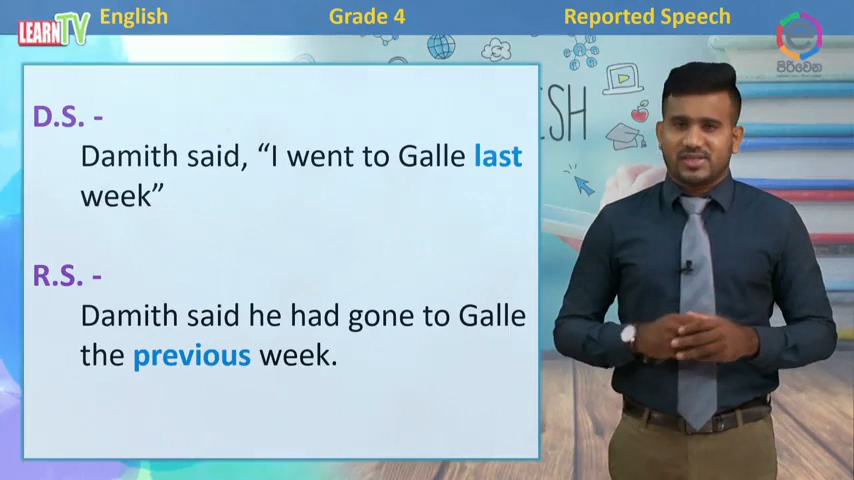 English
Grade 4
Reported Speech
LEARN TV
පිරිවෙන
D.S. -
Damith said, “I went to Galle last
week”
R.S. -
Damith said he had gone to Galle
the previous week.